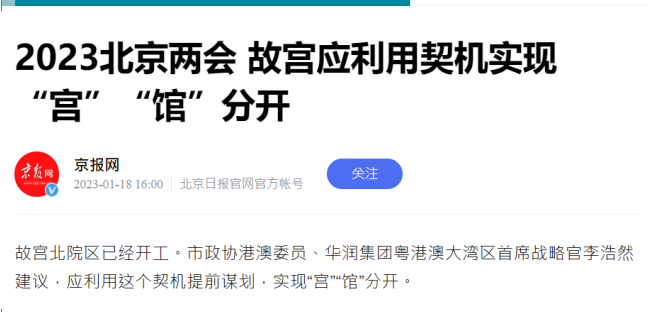 2023北京两会 故宫应利用契机实现
“宫” “馆”分开
京报网
京报网
2023-01-18 16:00 北京日报官网官方帐号
关注
故宫北院区已经开工。市政协港澳委员、华润集团粤港澳大湾区首席战略官李浩然
建议，应利用这个契机提前谋划，实现“宫”“馆”分开。